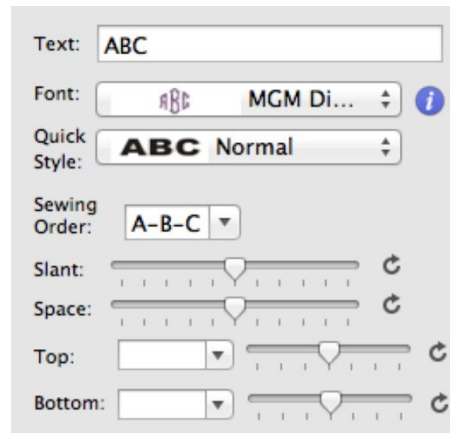 Text: ABC
Font: ABC MGM Di... i
Quick Style: ABC Normal
Sewing Order: A-B-C
Slant:
Space:
Top:
Bottom: